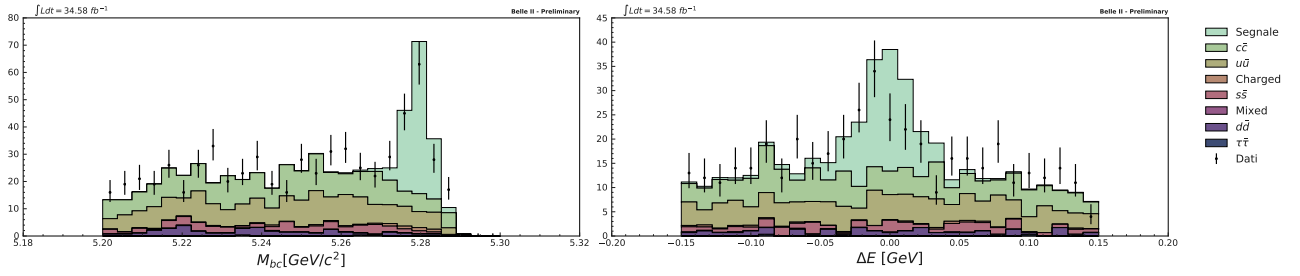 ∫Ldt = 34.58 fb⁻¹
Belle II - Preliminary
80
70
60
50
40
30
20
10
0
5.18 5.20 5.22 5.24 5.26 5.28 5.30 5.32
M_bc[GeV/c²]
∫Ldt = 34.58 fb⁻¹
Belle II - Preliminary
45
40
35
30
25
20
15
10
5
0
−0.20 −0.15 −0.10 −0.05 0.00 0.05 0.10 0.15 0.20
ΔE [GeV]
Segnale
cc̄
uū
Charged
ss̄
Mixed
dd̄
ττ̄
Dati